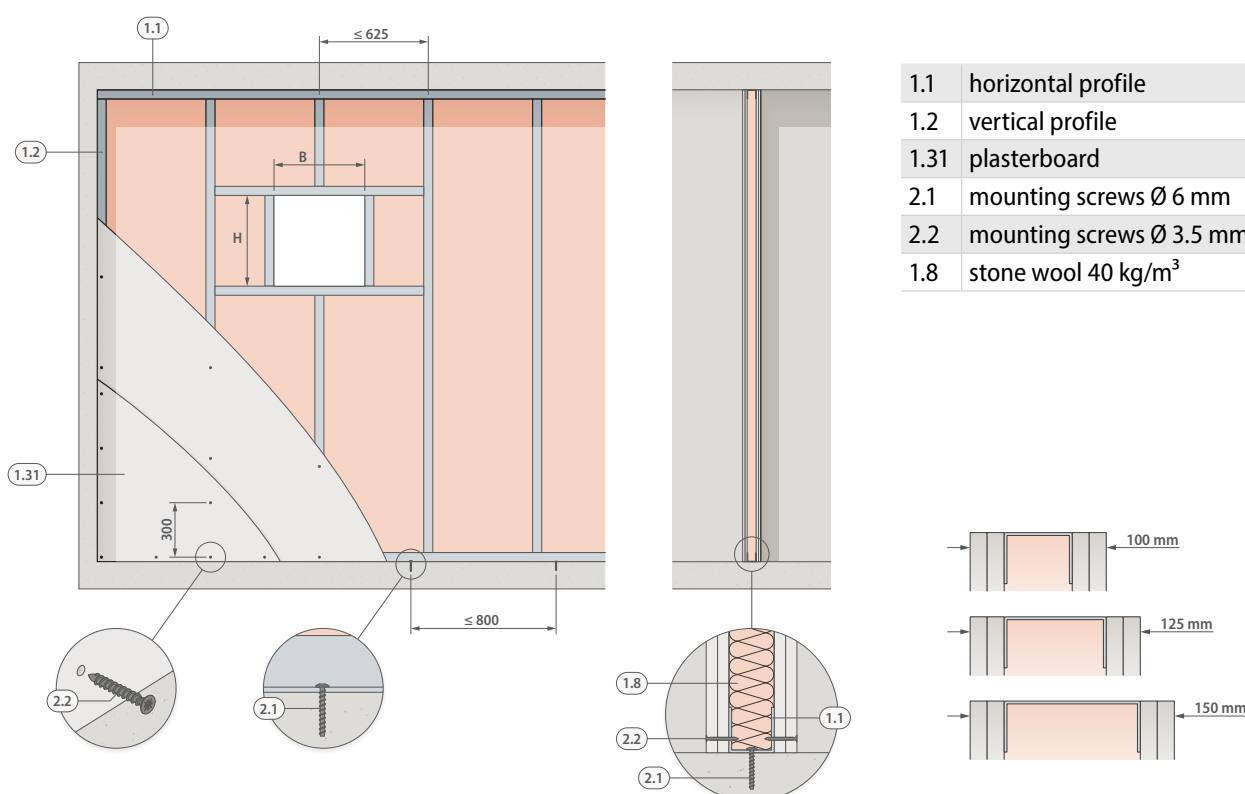 1.1
≤ 625
1.2
B
H
1.31
300
≤ 800
2.2
2.1
1.8
1.1
2.2
2.1
1.1 horizontal profile
1.2 vertical profile
1.31 plasterboard
2.1 mounting screws Ø 6 mm
2.2 mounting screws Ø 3.5 mm
1.8 stone wool 40 kg/m³
100 mm
125 mm
150 mm